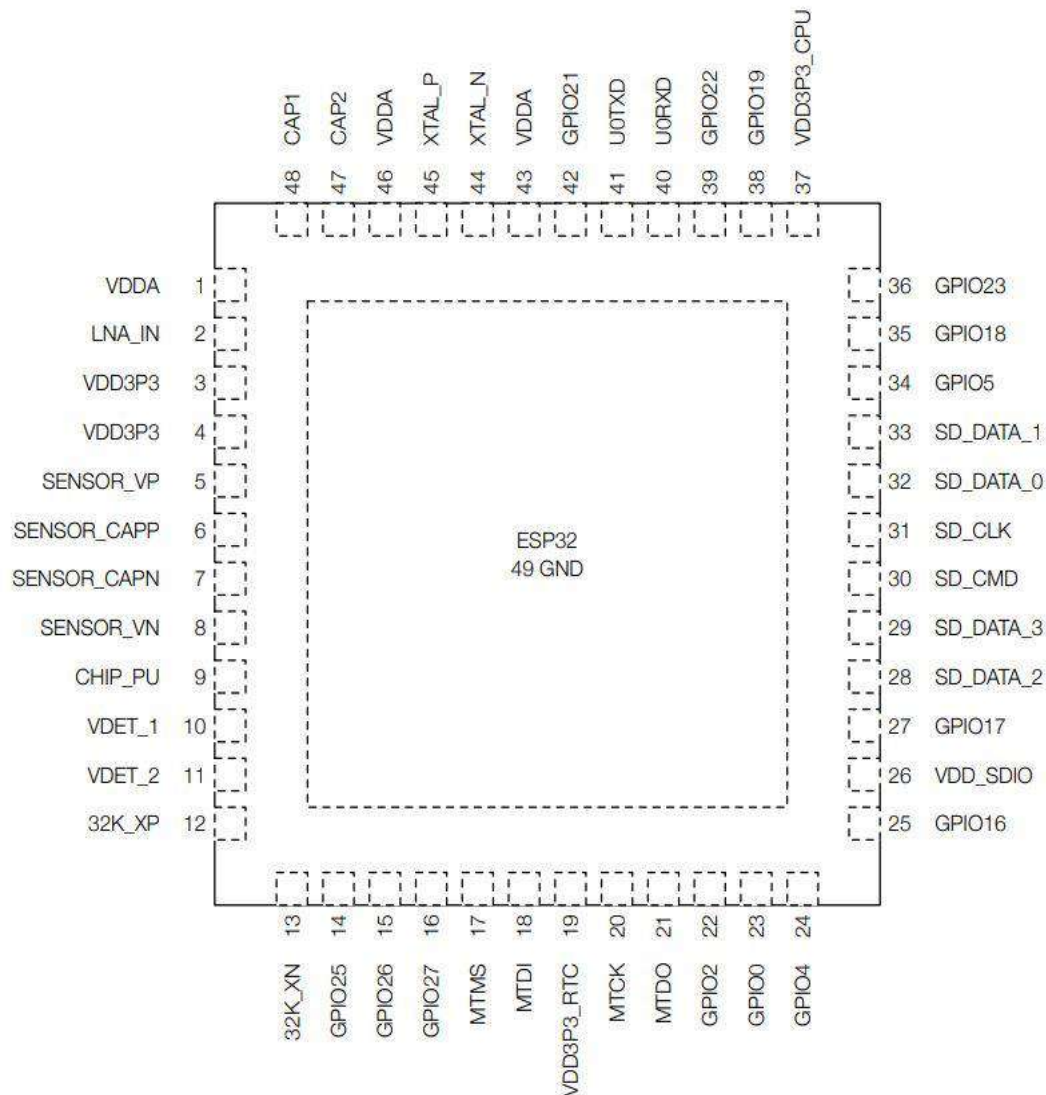 CAP1
CAP2
VDDA
XTAL_P
XTAL_N
VDDA
GPIO21
U0TXD
U0RXD
GPIO22
GPIO19
VDD3P3_CPU
48
47
46
45
44
43
42
41
40
39
38
37
VDDA 1
LNA_IN 2
VDD3P3 3
VDD3P3 4
SENSOR_VP 5
SENSOR_CAPP 6
SENSOR_CAPN 7
SENSOR_VN 8
CHIP_PU 9
VDET_1 10
VDET_2 11
32K_XP 12
ESP32
49 GND
36 GPIO23
35 GPIO18
34 GPIO5
33 SD_DATA_1
32 SD_DATA_0
31 SD_CLK
30 SD_CMD
29 SD_DATA_3
28 SD_DATA_2
27 GPIO17
26 VDD_SDIO
25 GPIO16
13
14
15
16
17
18
19
20
21
22
23
24
32K_XN
GPIO25
GPIO26
GPIO27
MTMS
MTDI
VDD3P3_RTC
MTCK
MTDO
GPIO2
GPIO0
GPIO4